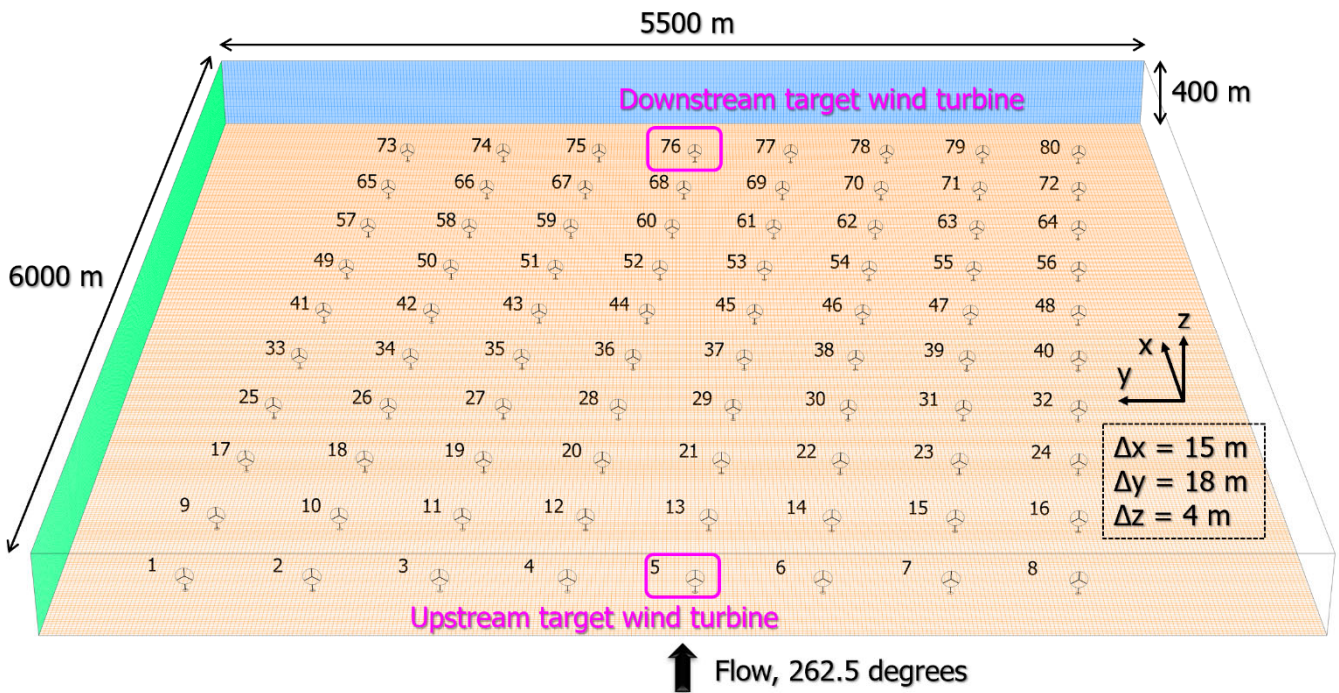 5500 m
400 m
Downstream target wind turbine
73 74 75 76 77 78 79 80
65 66 67 68 69 70 71 72
57 58 59 60 61 62 63 64
6000 m
49 50 51 52 53 54 55 56
41 42 43 44 45 46 47 48
z
x
y
33 34 35 36 37 38 39 40
25 26 27 28 29 30 31 32
17 18 19 20 21 22 23 24
Δx = 15 m
Δy = 18 m
Δz = 4 m
9 10 11 12 13 14 15 16
1 2 3 4 5 6 7 8
Upstream target wind turbine
Flow, 262.5 degrees